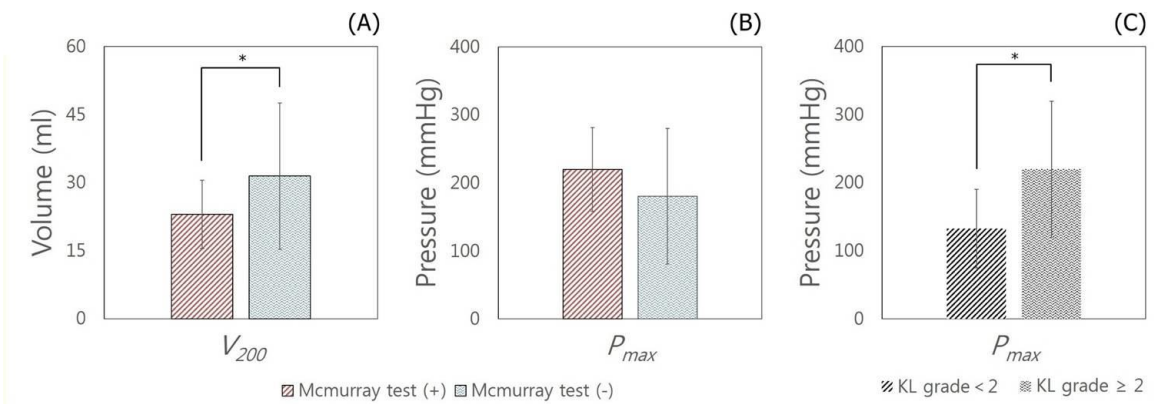 (A)
60
45
30
15
0
Volume (ml)
*
V200
(B)
400
300
200
100
0
Pressure (mmHg)
Pmax
(C)
400
300
200
100
0
Pressure (mmHg)
*
Pmax
Mcmurray test (+) Mcmurray test (-)
KL grade < 2 KL grade ≥ 2